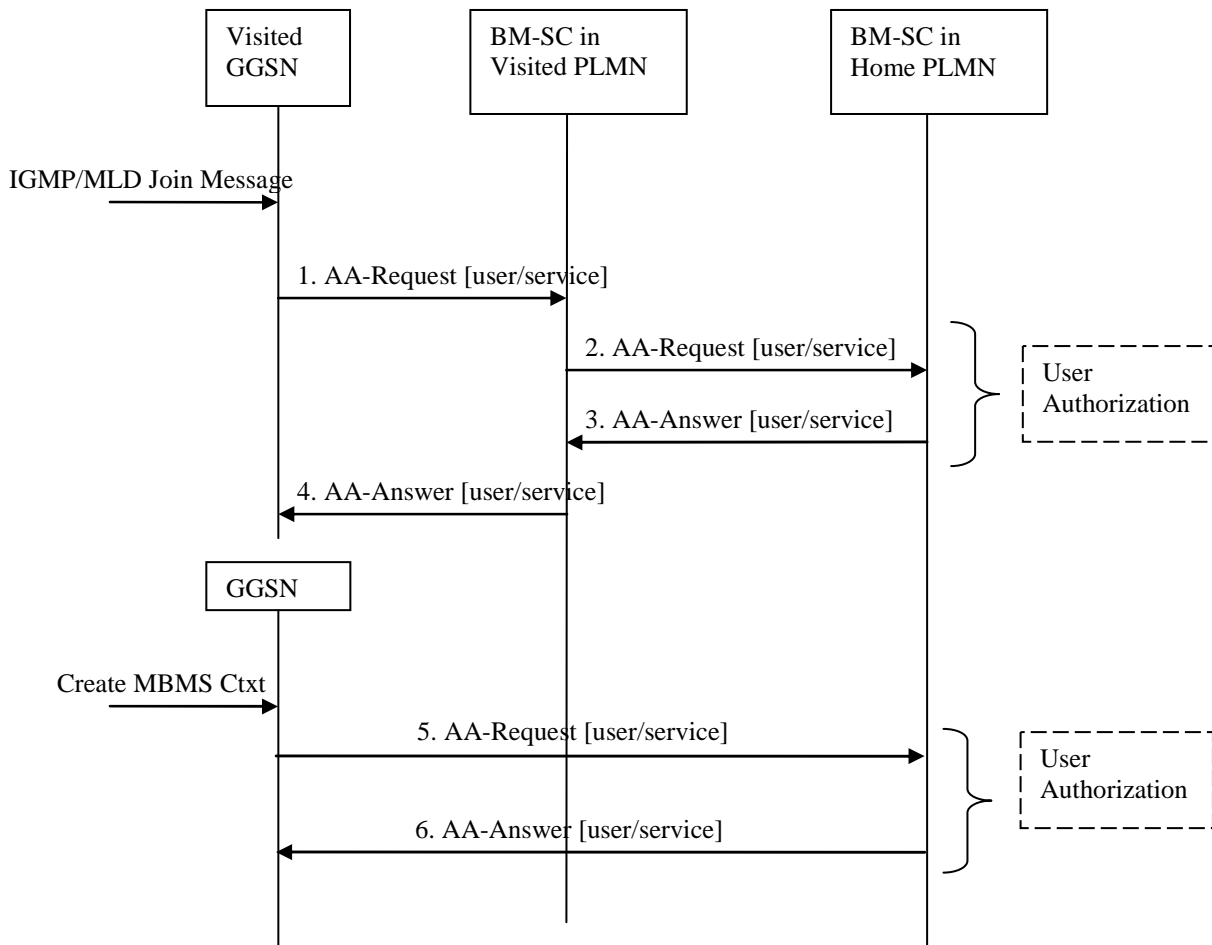 Visited
GGSN
BM-SC in
Visited PLMN
BM-SC in
Home PLMN
IGMP/MLD Join Message
1. AA-Request [user/service]
2. AA-Request [user/service]
User
Authorization
3. AA-Answer [user/service]
4. AA-Answer [user/service]
GGSN
Create MBMS Ctxt
5. AA-Request [user/service]
User
Authorization
6. AA-Answer [user/service]